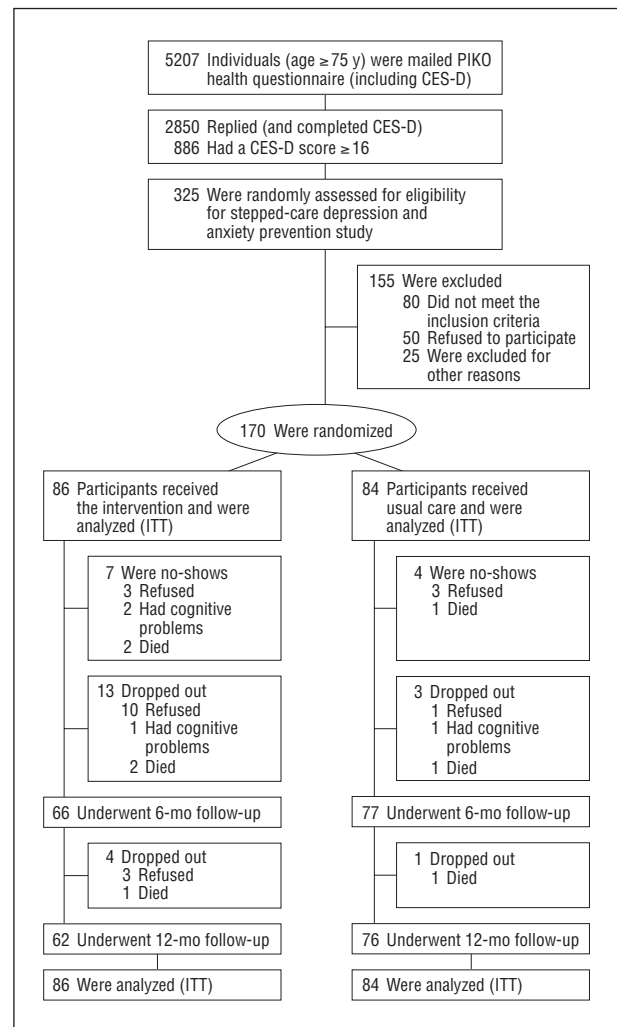 5207 Individuals (age ≥75 y) were mailed PIKO
health questionnaire (including CES-D)
2850 Replied (and completed CES-D)
886 Had a CES-D score ≥16
325 Were randomly assessed for eligibility
for stepped-care depression and
anxiety prevention study
155 Were excluded
80 Did not meet the
inclusion criteria
50 Refused to participate
25 Were excluded for
other reasons
170 Were randomized
86 Participants received
the intervention and were
analyzed (ITT)
84 Participants received
usual care and were
analyzed (ITT)
7 Were no-shows
3 Refused
2 Had cognitive
problems
2 Died
4 Were no-shows
3 Refused
1 Died
13 Dropped out
10 Refused
1 Had cognitive
problems
2 Died
3 Dropped out
1 Refused
1 Had cognitive
problems
1 Died
66 Underwent 6-mo follow-up
77 Underwent 6-mo follow-up
4 Dropped out
3 Refused
1 Died
1 Dropped out
1 Died
62 Underwent 12-mo follow-up
76 Underwent 12-mo follow-up
86 Were analyzed (ITT)
84 Were analyzed (ITT)